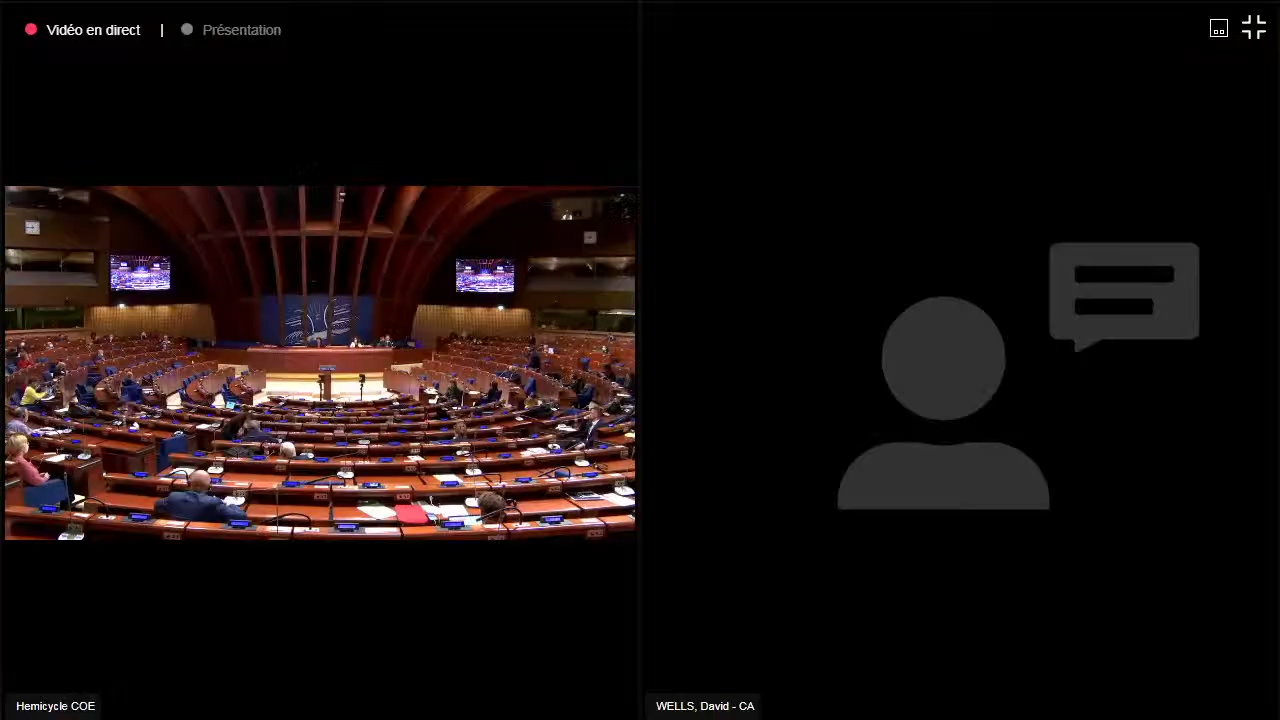 Vidéo en direct | Présentation
Hemicycle COE
WELLS, David - CA